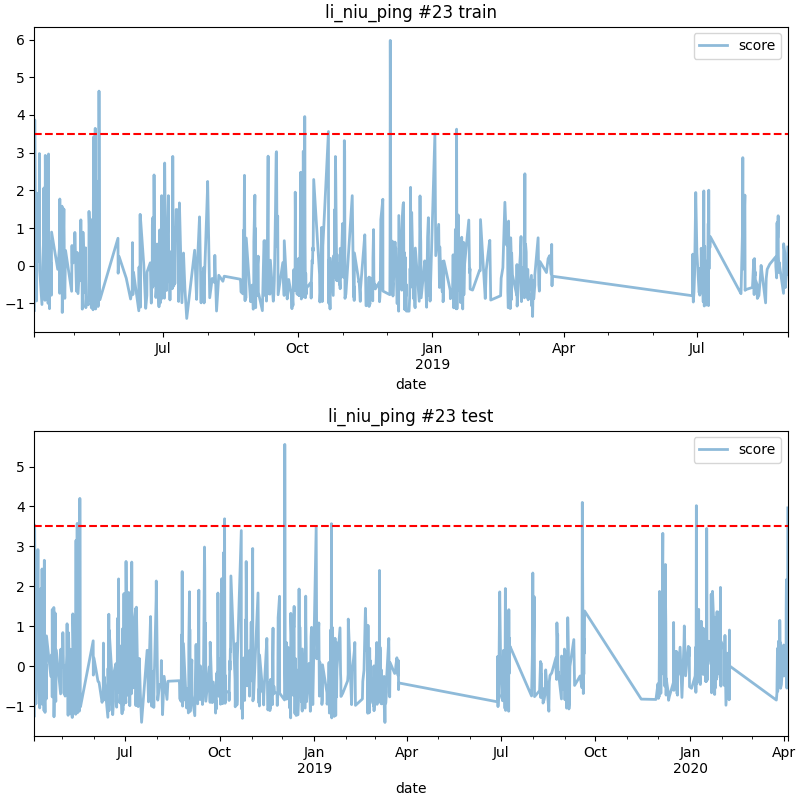 li_niu_ping #23 train
score
6
5
4
3
2
1
0
−1
Jul
Oct
Jan
2019
Apr
Jul
date
li_niu_ping #23 test
score
5
4
3
2
1
0
−1
Jul
Oct
Jan
2019
Apr
Jul
Oct
Jan
2020
Apr
date